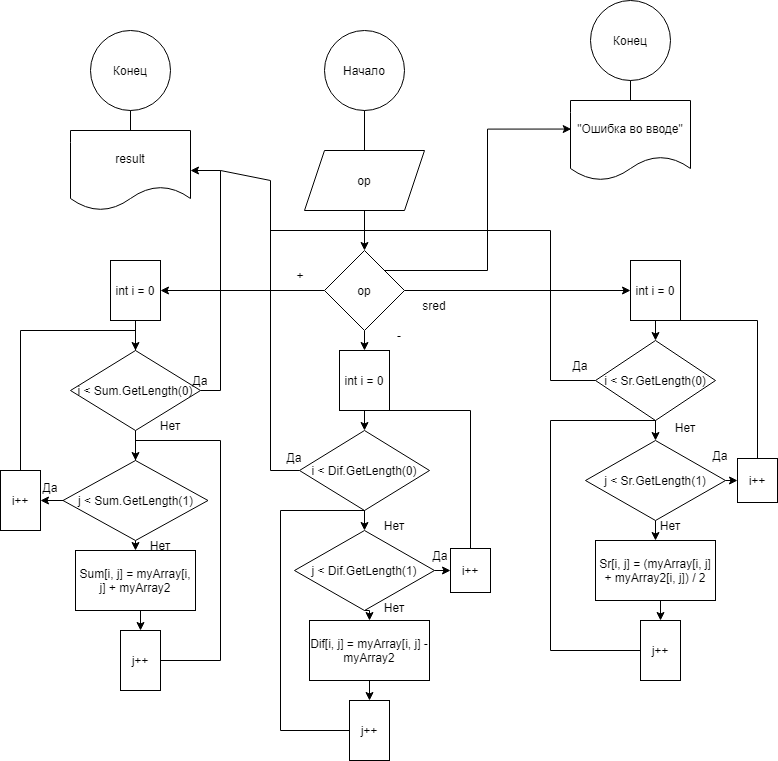 Конец
Начало
Конец
result
op
"Ошибка во вводе"
int i = 0
+
op
sred
int i = 0
-
int i = 0
i < Sum.GetLength(0)
Да
Да
i < Sr.GetLength(0)
Нет
Нет
Да
i < Dif.GetLength(0)
Да
i++
Да
j < Sum.GetLength(1)
j < Sr.GetLength(1)
i++
Нет
Нет
Нет
Sum[i, j] = myArray[i,
j] + myArray2
Да
j < Dif.GetLength(1)
i++
Sr[i, j] = (myArray[i, j]
+ myArray2[i, j]) / 2
Нет
Dif[i, j] = myArray[i, j] -
myArray2
j++
j++
j++